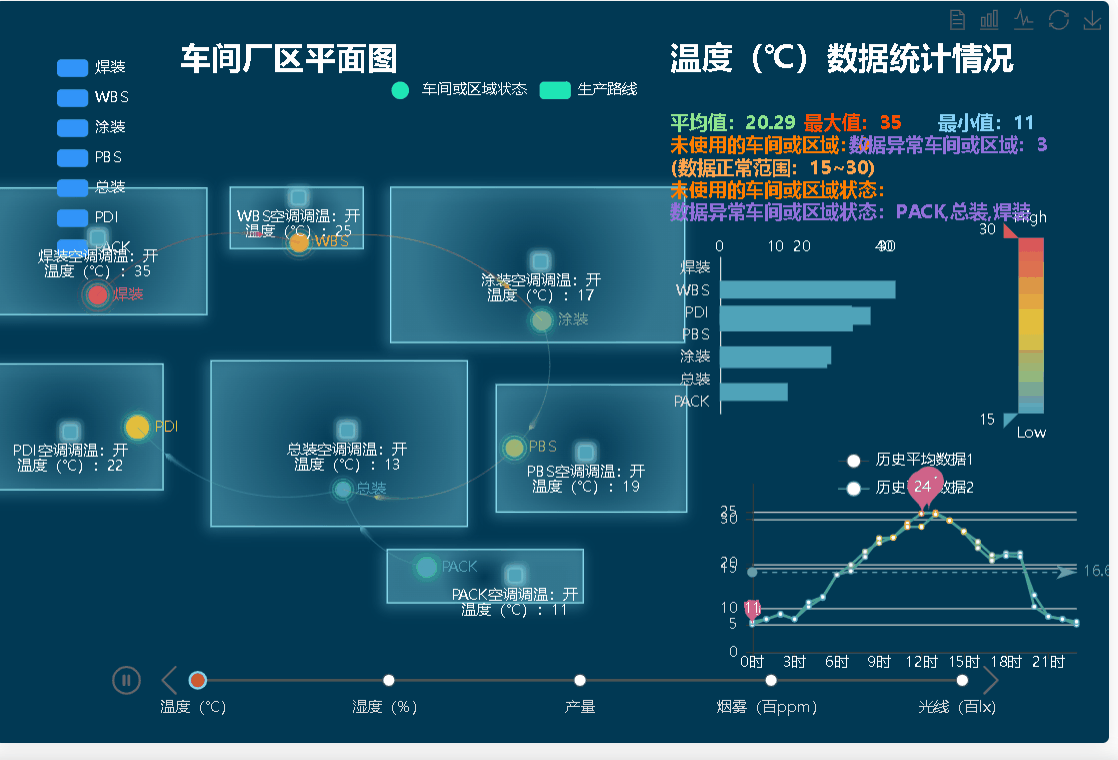 车间厂区平面图
温度（℃）数据统计情况
焊装
WBS
涂装
PBS
总装
PDI
PACK
车间或区域状态
生产路线
平均值：20.29 最大值：35 最小值：11
未使用的车间或区域：
数据异常车间或区域：3
(数据正常范围：15~30)
未使用的车间或区域状态：
数据异常车间或区域状态：PACK,总装,焊装
焊装空调调温：开
温度（℃）：35
焊装
WBS空调调温：开
温度（℃）：25
WBS
涂装空调调温：开
温度（℃）：17
涂装
PDI
PDI空调调温：开
温度（℃）：22
总装空调调温：开
温度（℃）：13
总装
PBS
PBS空调调温：开
温度（℃）：19
PACK
PACK空调调温：开
温度（℃）：11
0 10 20
焊装
WBS
PDI
PBS
涂装
总装
PACK
High
30
15
Low
历史平均数据1
历史
数据2
24
30
10
5
0
11
16.6
0时 3时 6时 9时 12时 15时 18时 21时
温度（℃） 湿度（%） 产量 烟雾（百ppm） 光线（百lx）